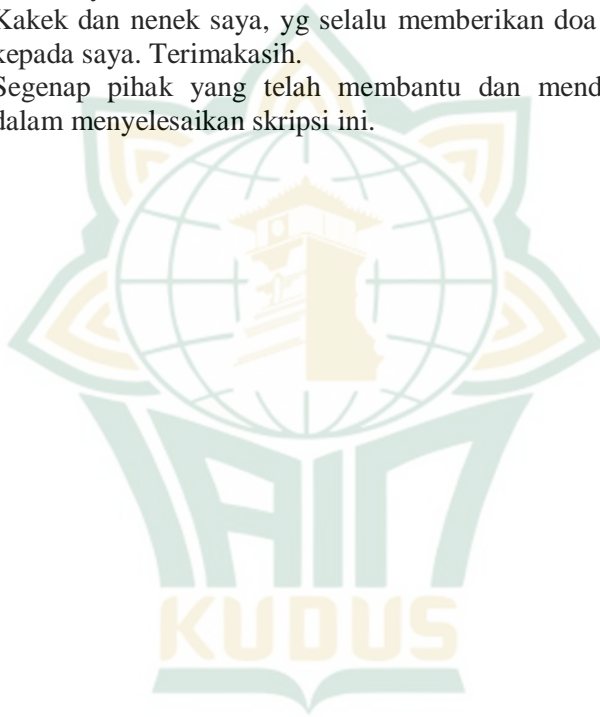 Kakek dan nenek saya, yg selalu memberikan doa
kepada saya. Terimakasih.
Segenap pihak yang telah membantu dan mend
dalam menyelesaikan skripsi ini.
IAIN
KUDUS